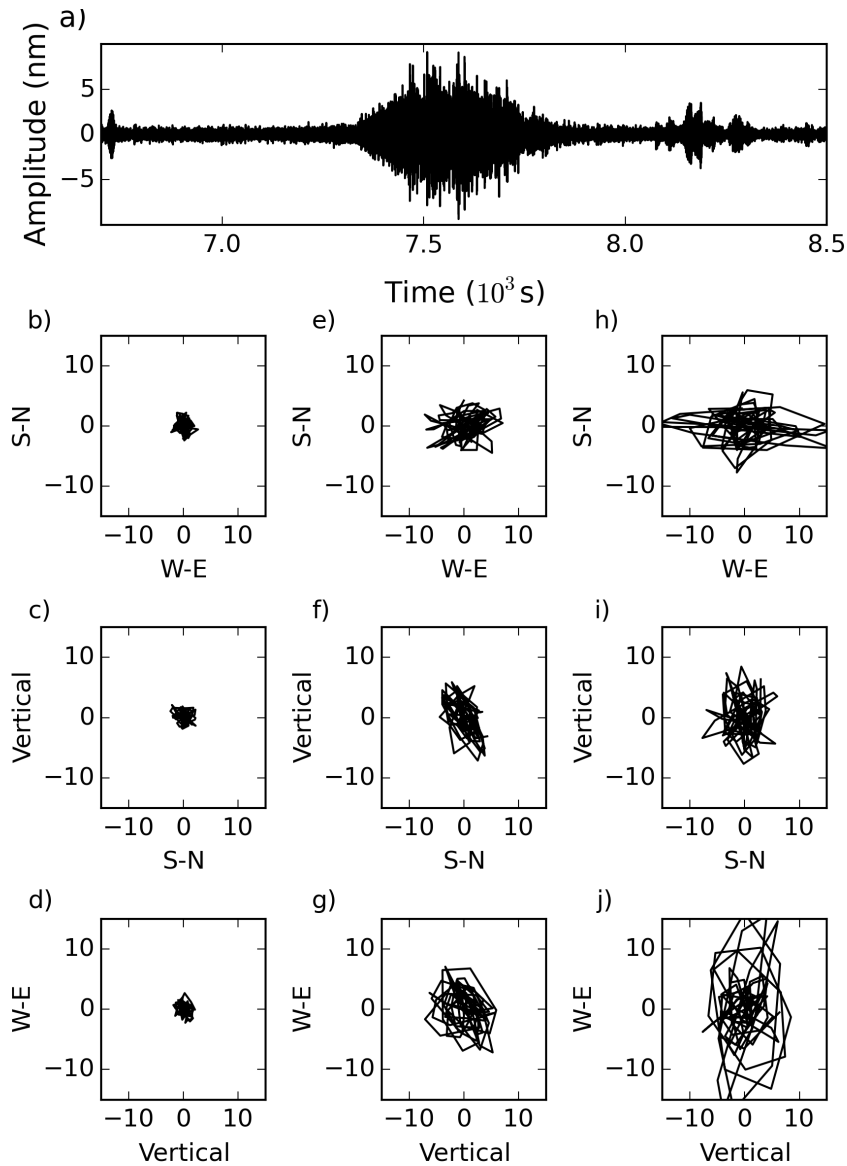 a)
Amplitude (nm)
5
0
−5
7.0 7.5 8.0 8.5
Time (10³ s)
b) e) h)
S-N S-N S-N
10 10 10
0 0 0
−10 −10 −10
−10 0 10 −10 0 10 −10 0 10
W-E W-E W-E
c) f) i)
Vertical Vertical Vertical
10 10 10
0 0 0
−10 −10 −10
−10 0 10 −10 0 10 −10 0 10
S-N S-N S-N
d) g) j)
W-E W-E W-E
10 10 10
0 0 0
−10 −10 −10
−10 0 10 −10 0 10 −10 0 10
Vertical Vertical Vertical